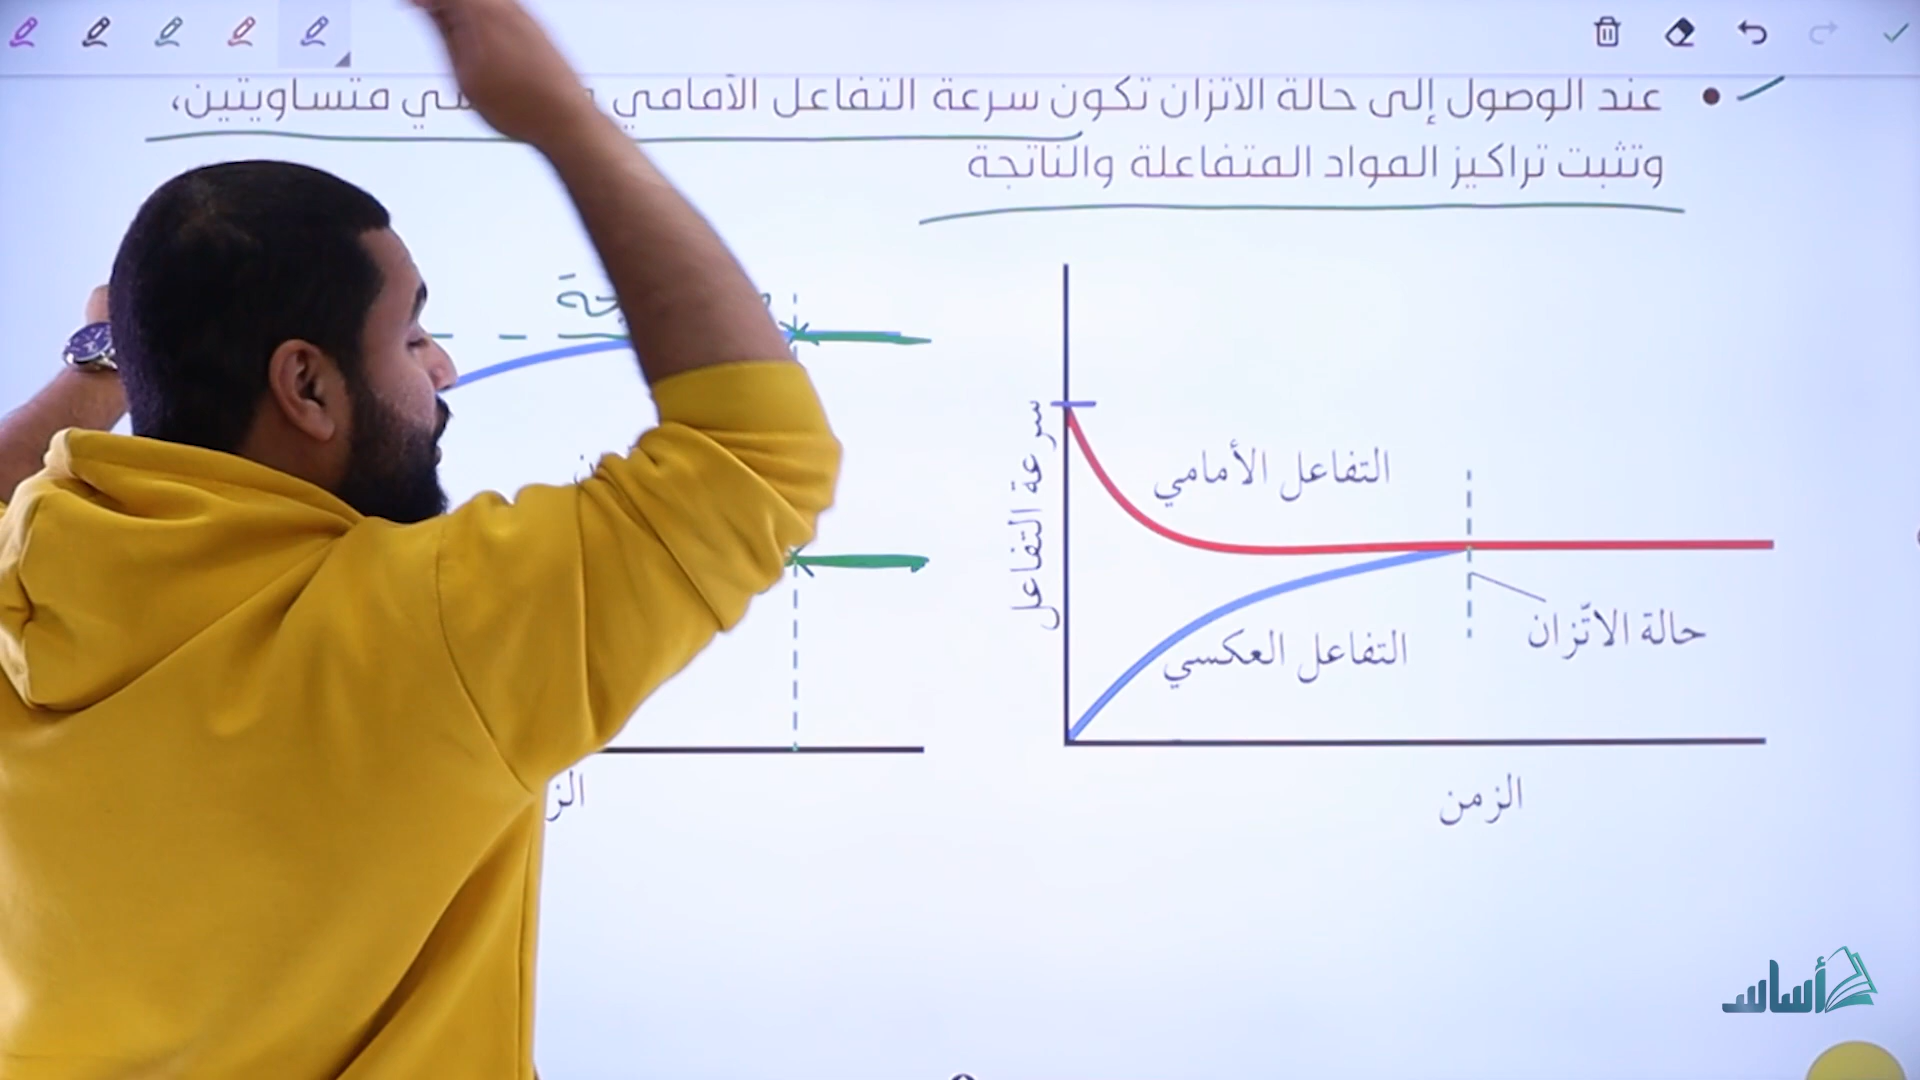 عند الوصول إلى حالة الاتزان تكون سرعة التفاعل الأمامي متساويتين،
وتثبت تراكيز المواد المتفاعلة والناتجة
سرعة التفاعل
التفاعل الأمامي
التفاعل العكسي
حالة الاتّزان
الزمن
أساس